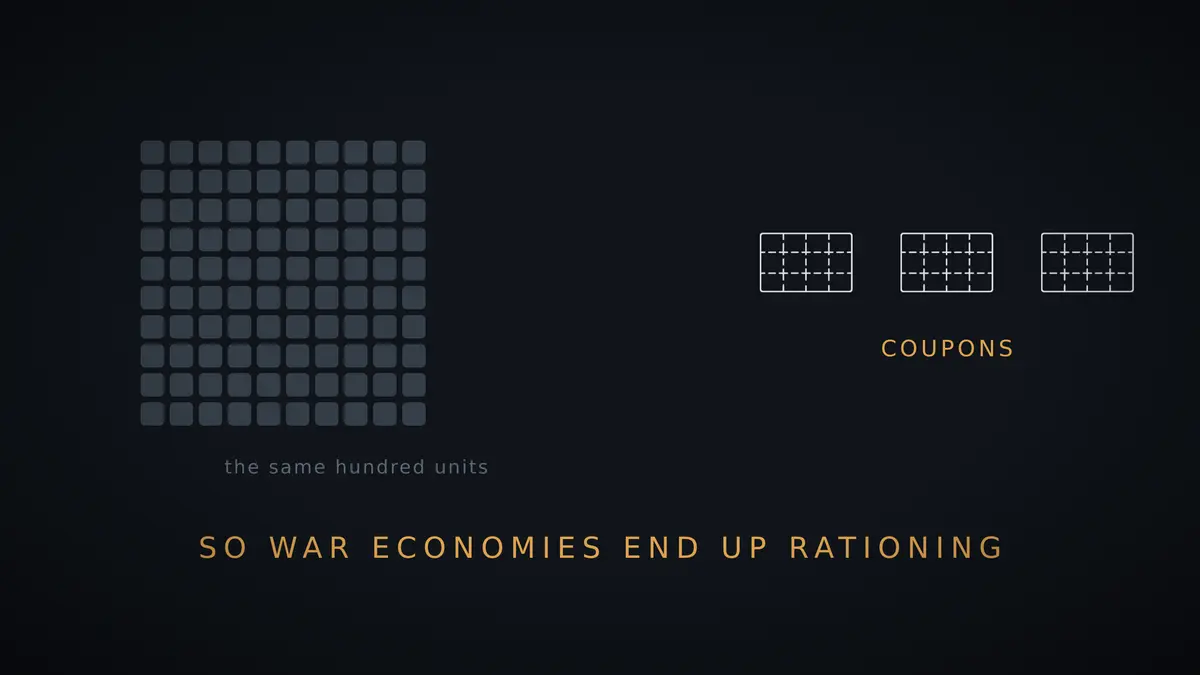 COUPONS
the same hundred units
SO WAR ECONOMIES END UP RATIONING